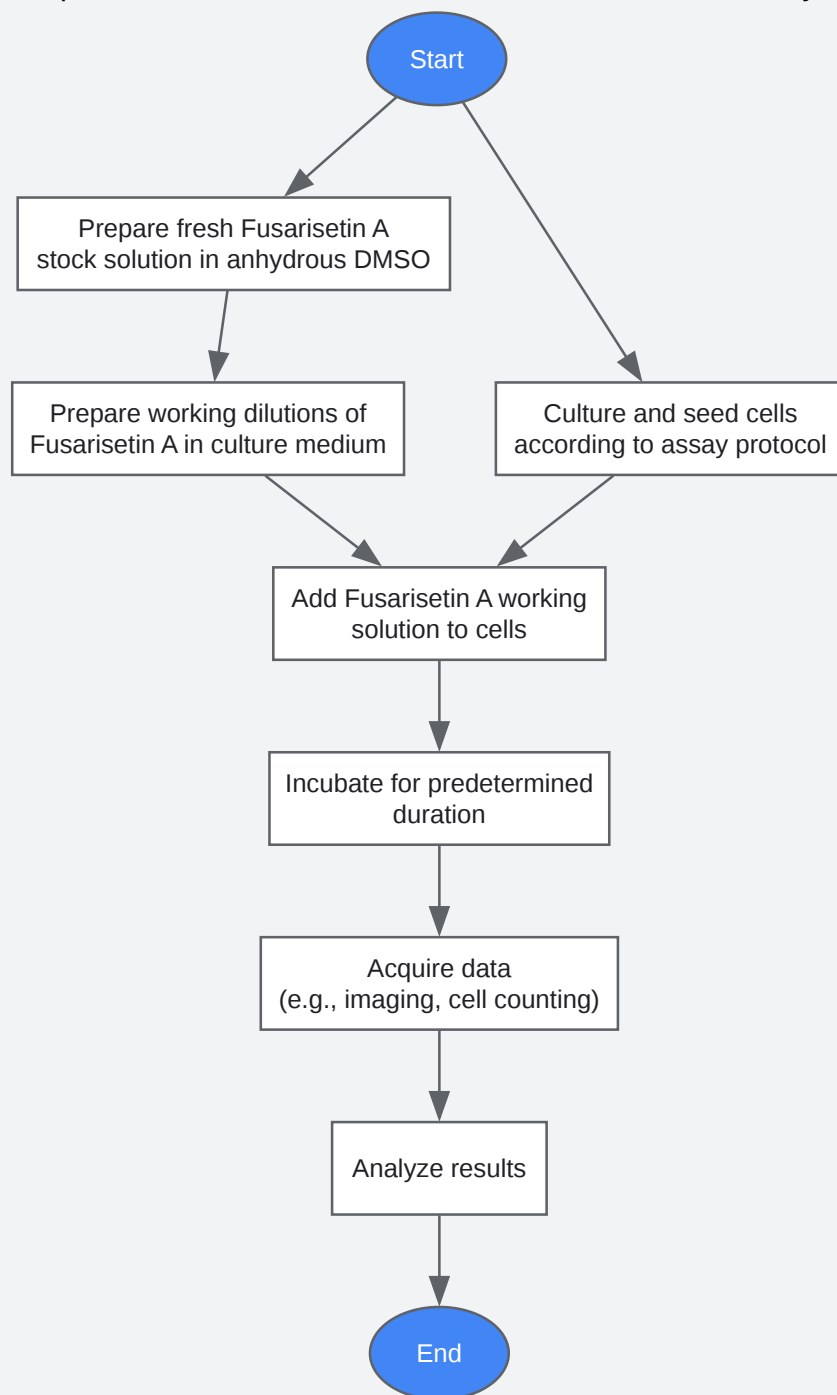 Start
Prepare fresh Fusarisetin A
stock solution in anhydrous DMSO
Prepare working dilutions of
Fusarisetin A in culture medium
Culture and seed cells
according to assay protocol
Add Fusarisetin A working
solution to cells
Incubate for predetermined
duration
Acquire data
(e.g., imaging, cell counting)
Analyze results
End